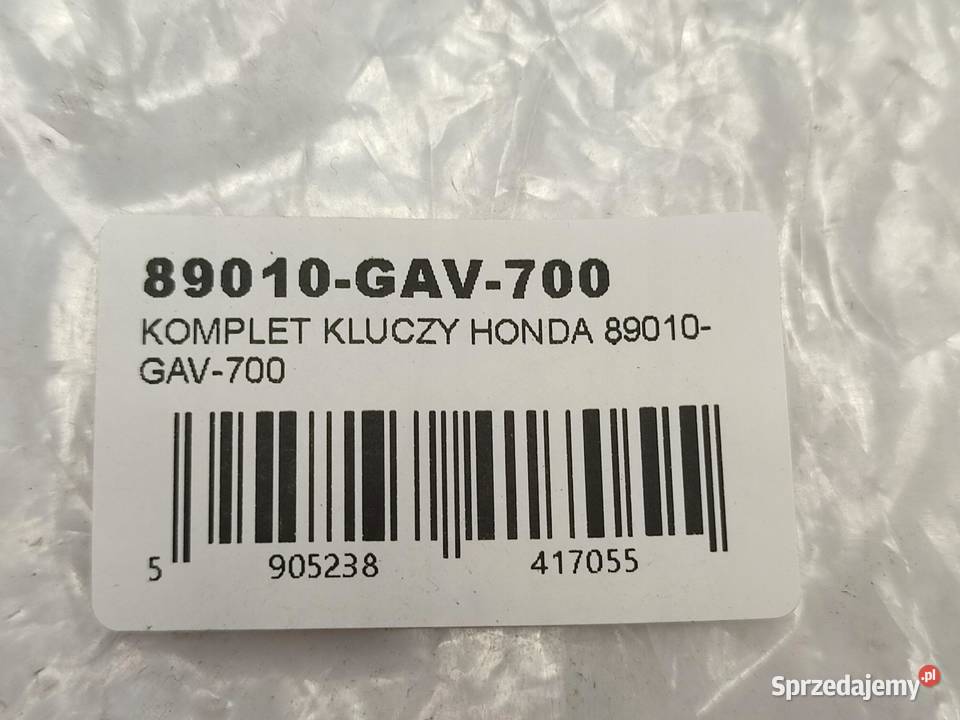 89010-GAV-700
KOMPLET KLUCZY HONDA 89010-
GAV-700
5 905238 417055
Sprzedajemy.pl